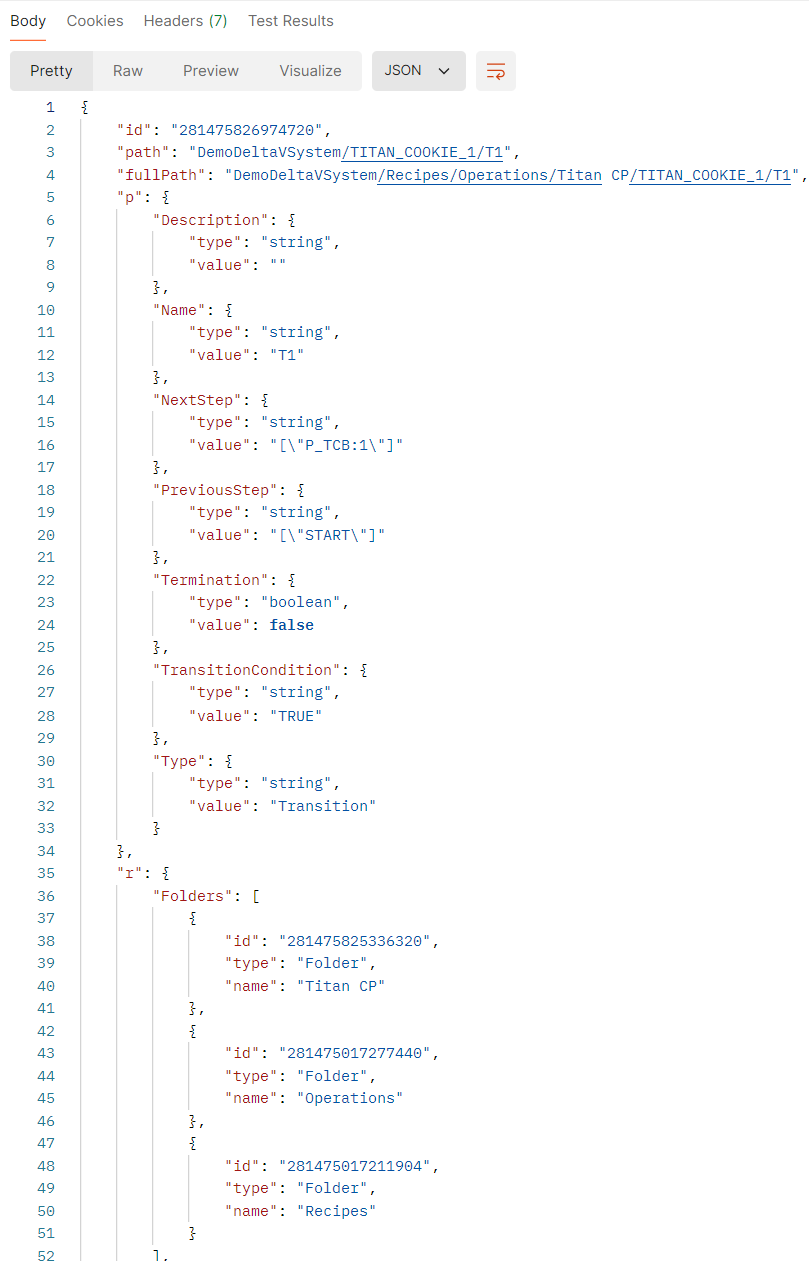 Body Cookies Headers (7) Test Results
Pretty Raw Preview Visualize JSON
1 {
2 "id": "281475826974720",
3 "path": "DemoDeltaVSystem/TITAN_COOKIE_1/T1",
4 "fullPath": "DemoDeltaVSystem/Recipes/Operations/Titan CP/TITAN_COOKIE_1/T1",
5 "p": {
6 "Description": {
7 "type": "string",
8 "value": ""
9 },
10 "Name": {
11 "type": "string",
12 "value": "T1"
13 },
14 "NextStep": {
15 "type": "string",
16 "value": "[\"P_TCB:1\"]"
17 },
18 "PreviousStep": {
19 "type": "string",
20 "value": "[\"START\"]"
21 },
22 "Termination": {
23 "type": "boolean",
24 "value": false
25 },
26 "TransitionCondition": {
27 "type": "string",
28 "value": "TRUE"
29 },
30 "Type": {
31 "type": "string",
32 "value": "Transition"
33 }
34 },
35 "r": {
36 "Folders": [
37 {
38 "id": "281475825336320",
39 "type": "Folder",
40 "name": "Titan CP"
41 },
42 {
43 "id": "281475017277440",
44 "type": "Folder",
45 "name": "Operations"
46 },
47 {
48 "id": "281475017211904",
49 "type": "Folder",
50 "name": "Recipes"
51 }
52 ],